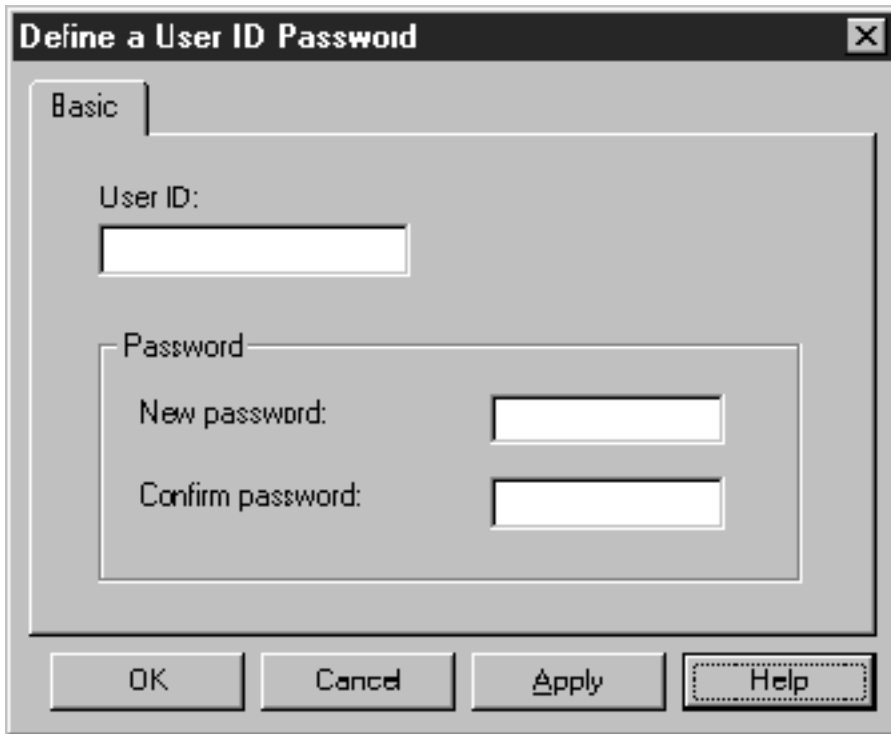 Define a User ID Password
Basic
User ID:
Password
New password:
Confirm password:
OK Cancel Apply Help